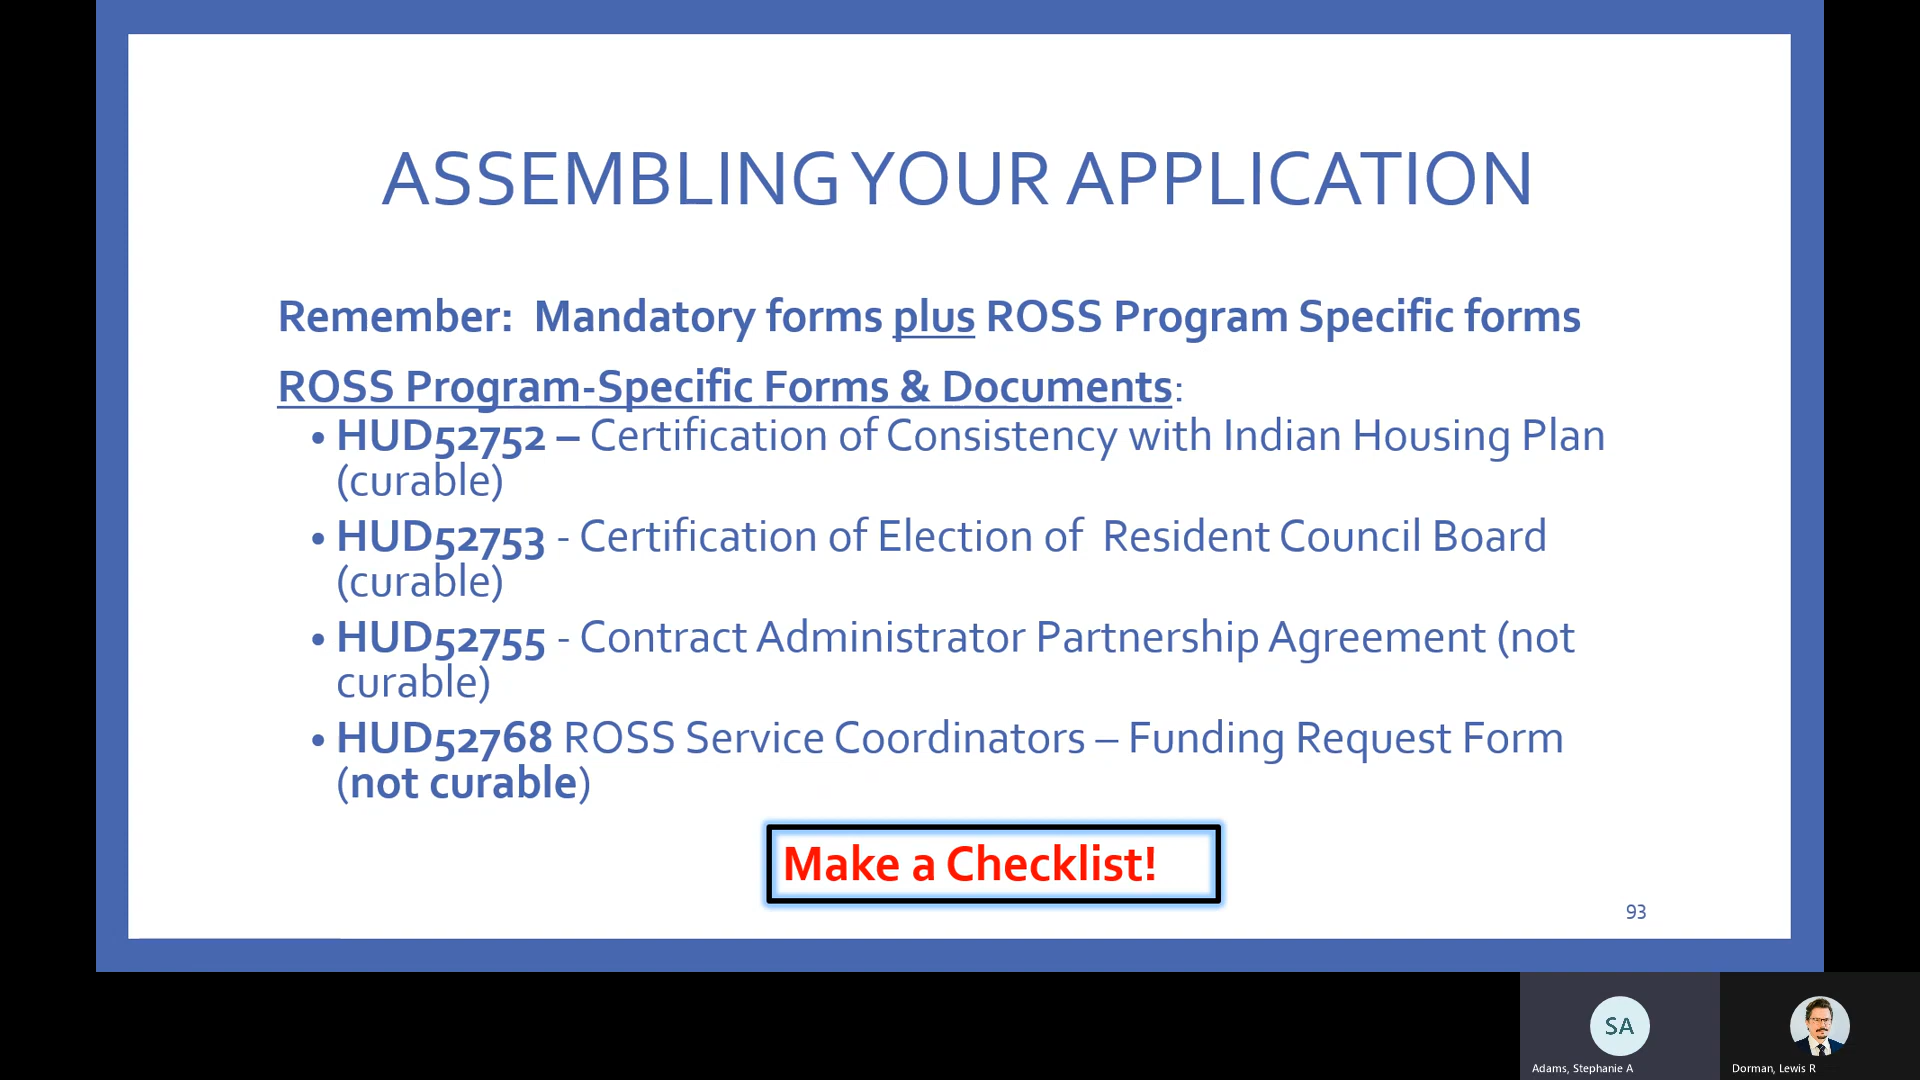 ASSEMBLING YOUR APPLICATION
Remember: Mandatory forms plus ROSS Program Specific forms
ROSS Program-Specific Forms & Documents:
• HUD52752 – Certification of Consistency with Indian Housing Plan
(curable)
• HUD52753 - Certification of Election of Resident Council Board
(curable)
• HUD52755 - Contract Administrator Partnership Agreement (not
curable)
• HUD52768 ROSS Service Coordinators – Funding Request Form
(not curable)
Make a Checklist!
93
SA
Adams, Stephanie A
Dorman, Lewis R